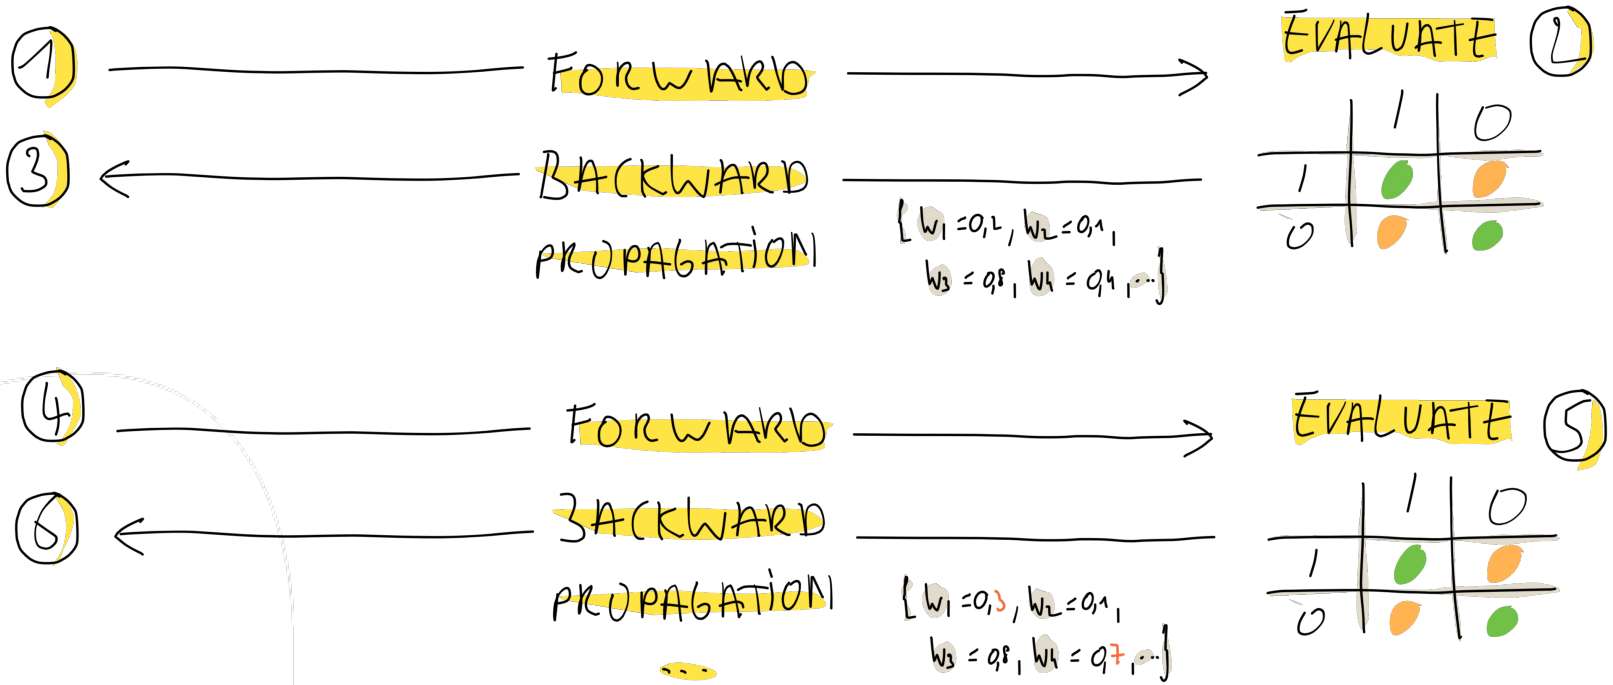 1 FORWARD EVALUATE 2
1 0
1
0
3 BACKWARD
PROPAGATION
{W1 = 0,2, W2 = 0,1,
W3 = 0,8, W4 = 0,4, ...}
4 FORWARD EVALUATE 5
1 0
1
0
6 BACKWARD
PROPAGATION
{W1 = 0,3, W2 = 0,1,
W3 = 0,8, W4 = 0,7, ...}
...